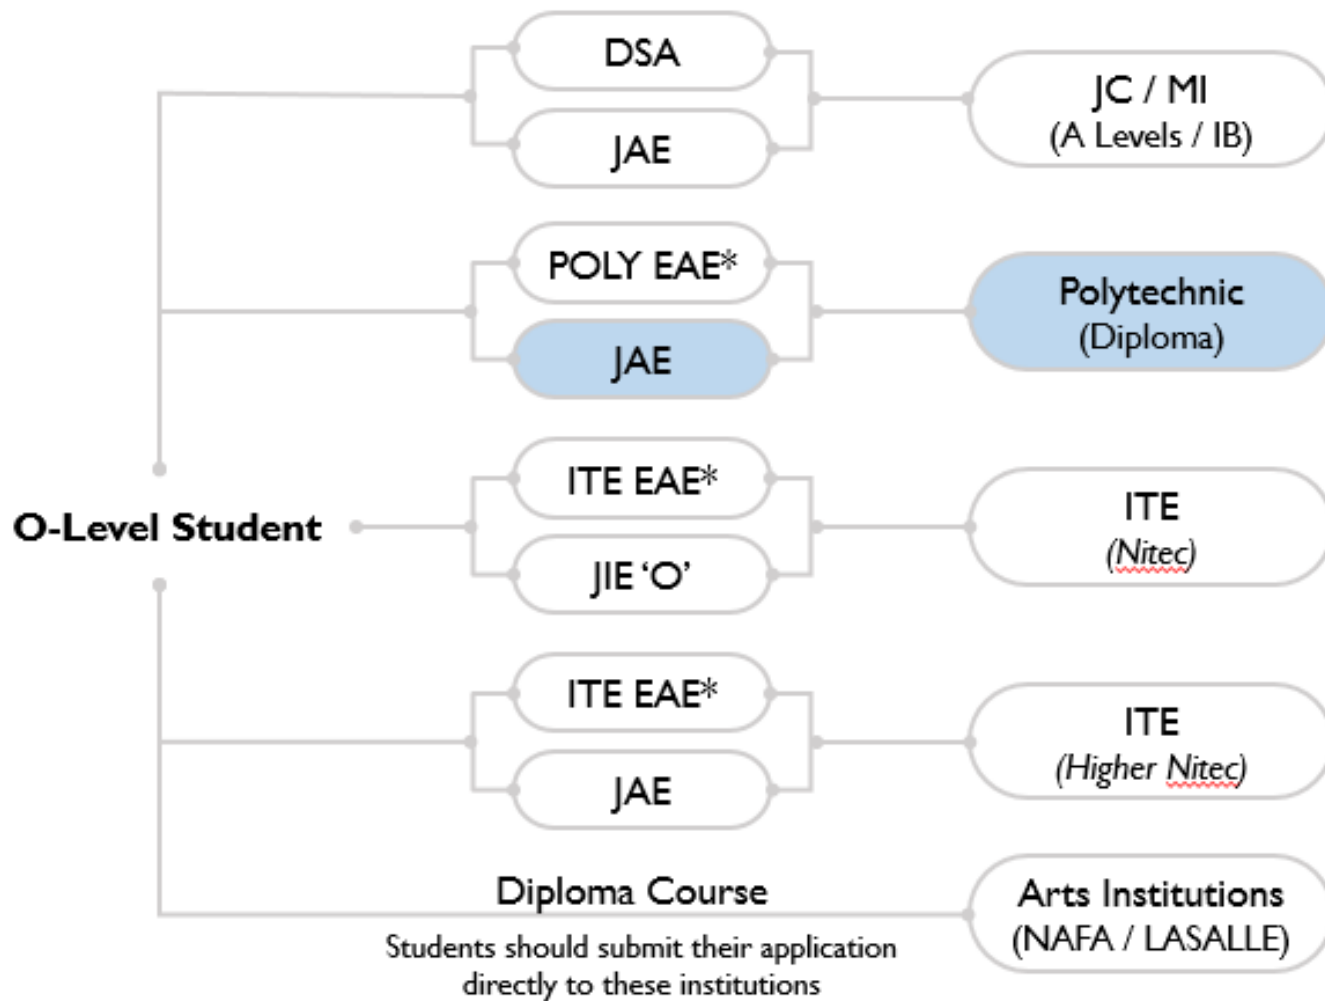 DSA
JAE
JC / MI
(A Levels / IB)
POLY EAE*
JAE
Polytechnic
(Diploma)
O-Level Student
ITE EAE*
JIE ‘O’
ITE
(Nitec)
ITE EAE*
JAE
ITE
(Higher Nitec)
Diploma Course
Students should submit their application
directly to these institutions
Arts Institutions
(NAFA / LASALLE)